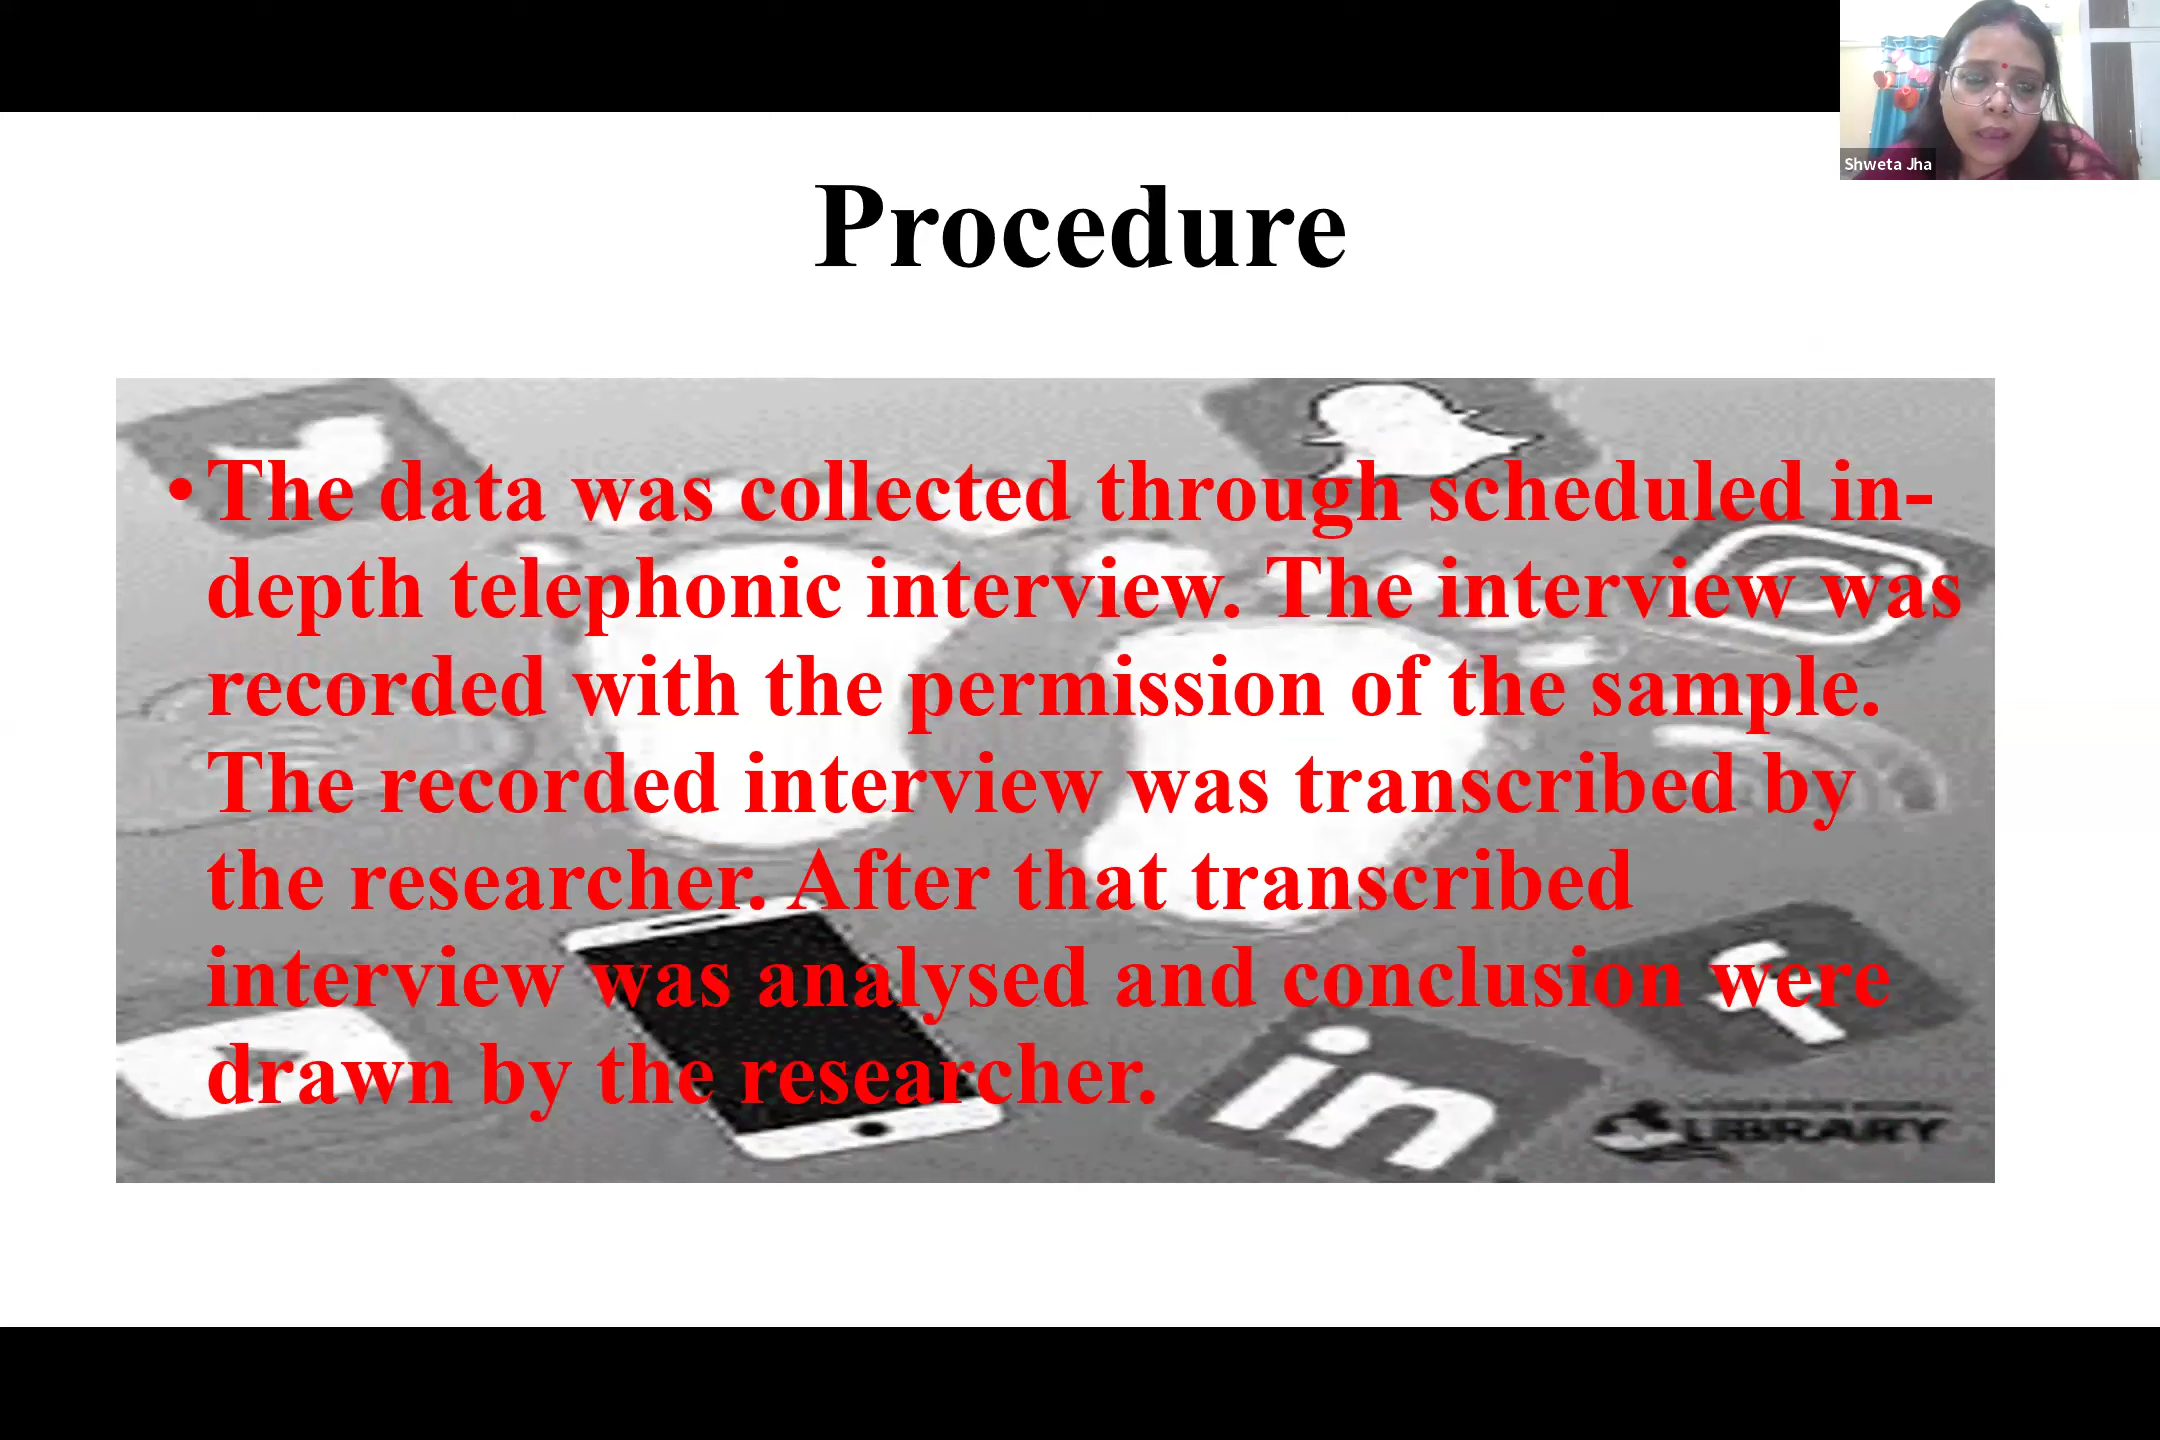 Shweta Jha
Procedure
• The data was collected through scheduled in-
depth telephonic interview. The interview was
recorded with the permission of the sample.
The recorded interview was transcribed by
the researcher. After that transcribed
interview was analysed and conclusion were
drawn by the researcher.
in
LIBRARY